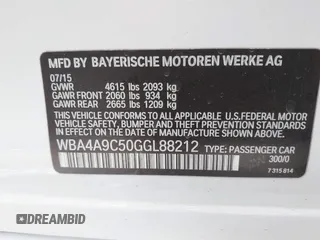 MFD. BY BAYERISCHE MOTOREN WERKE AG
07/15
GVWR 4615 lbs 2093 kg
GAWR FRONT 2060 lbs 934 kg
GAWR REAR 2665 lbs 1209 kg
THIS VEHICLE CONFORMS TO ALL APPLICABLE FEDERAL MOTOR VEHICLE SAFETY, BUMPER, AND THEFT PREVENTION STANDARDS IN EFFECT ON THE DATE OF MANUFACTURE SHOWN ABOVE.
WBA4A9C50GGL88212 TYPE: PASSENGER CAR
300/0
7 315 814
DREAMBID